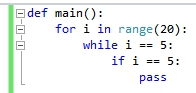 def main():
    for i in range(20):
        while i == 5:
            if i == 5:
                pass